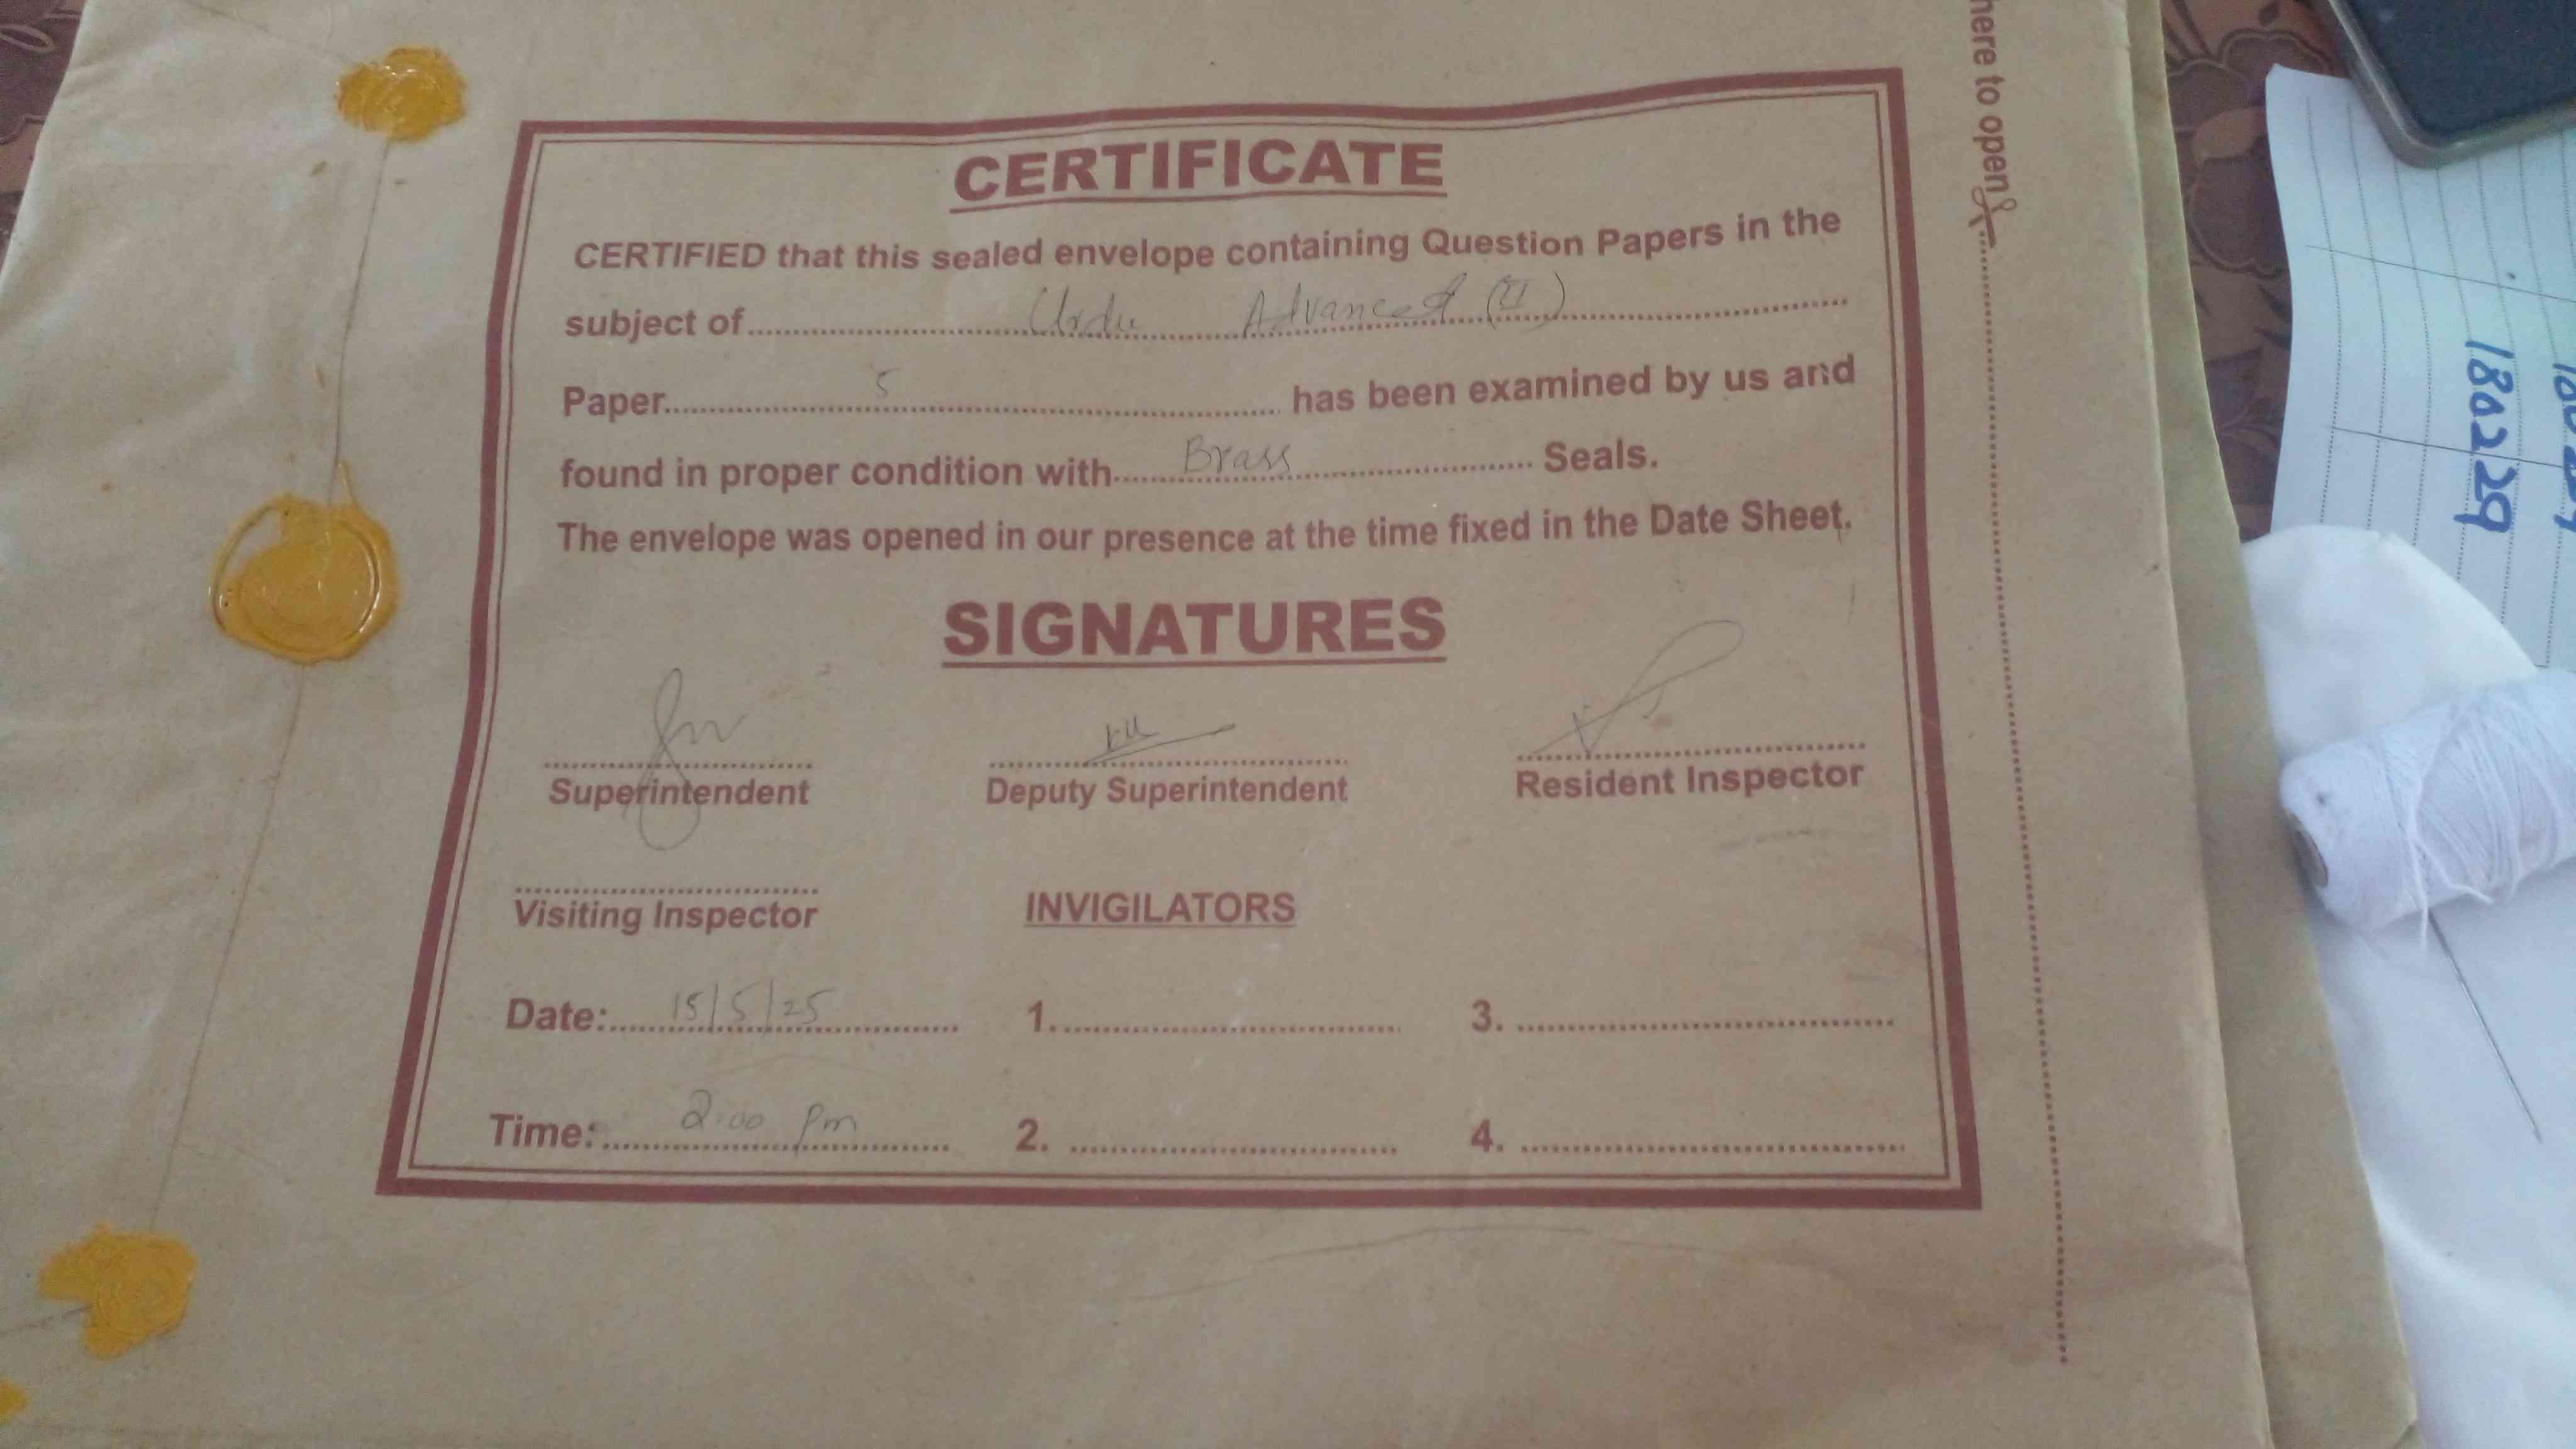 CERTIFICATE
CERTIFIED that this sealed envelope containing Question Papers in the
subject of Urdu Advanced (II)
Paper 5 has been examined by us and
found in proper condition with Brass Seals.
The envelope was opened in our presence at the time fixed in the Date Sheet.
SIGNATURES
Superintendent Deputy Superintendent Resident Inspector
Visiting Inspector INVIGILATORS
Date: 15/5/25 1. 3.
Time: 2:00 Pm 2. 4.
here to open
180229